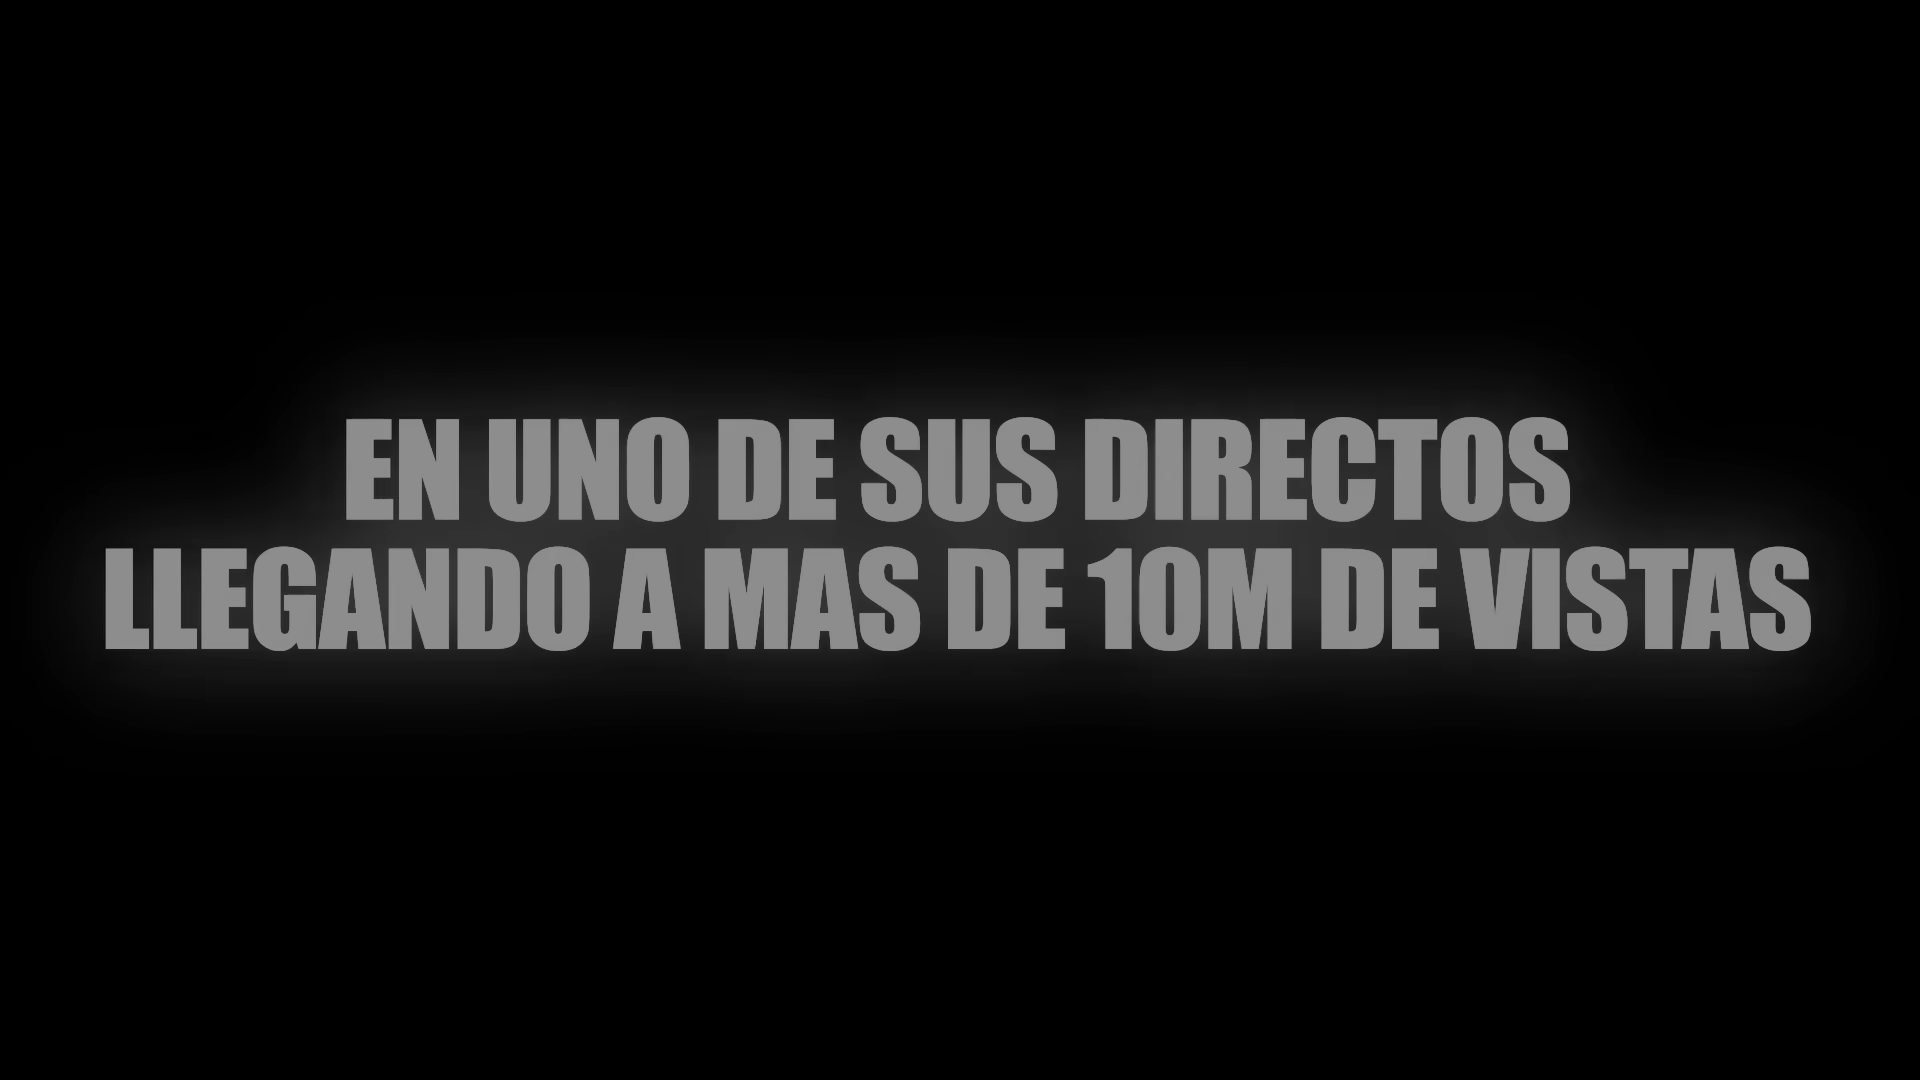 EN UNO DE SUS DIRECTOS
LLEGANDO A MAS DE 10M DE VISTAS